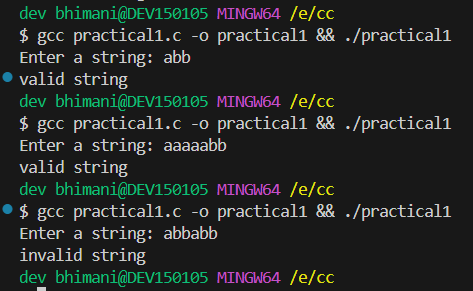 dev bhimani@DEV150105 MINGW64 /e/cc
$ gcc practical1.c -o practical1 && ./practical1
Enter a string: abb
valid string
dev bhimani@DEV150105 MINGW64 /e/cc
$ gcc practical1.c -o practical1 && ./practical1
Enter a string: aaaaabb
valid string
dev bhimani@DEV150105 MINGW64 /e/cc
$ gcc practical1.c -o practical1 && ./practical1
Enter a string: abbabb
invalid string
dev bhimani@DEV150105 MINGW64 /e/cc